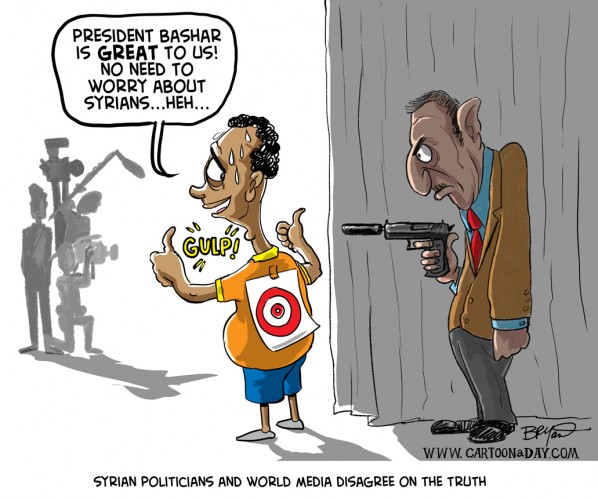 PRESIDENT BASHAR
IS GREAT TO US!
NO NEED TO
WORRY ABOUT
SYRIANS...HEH...
GULP!
BRYANT
WWW.CARTOONADAY.COM
SYRIAN POLITICIANS AND WORLD MEDIA DISAGREE ON THE TRUTH